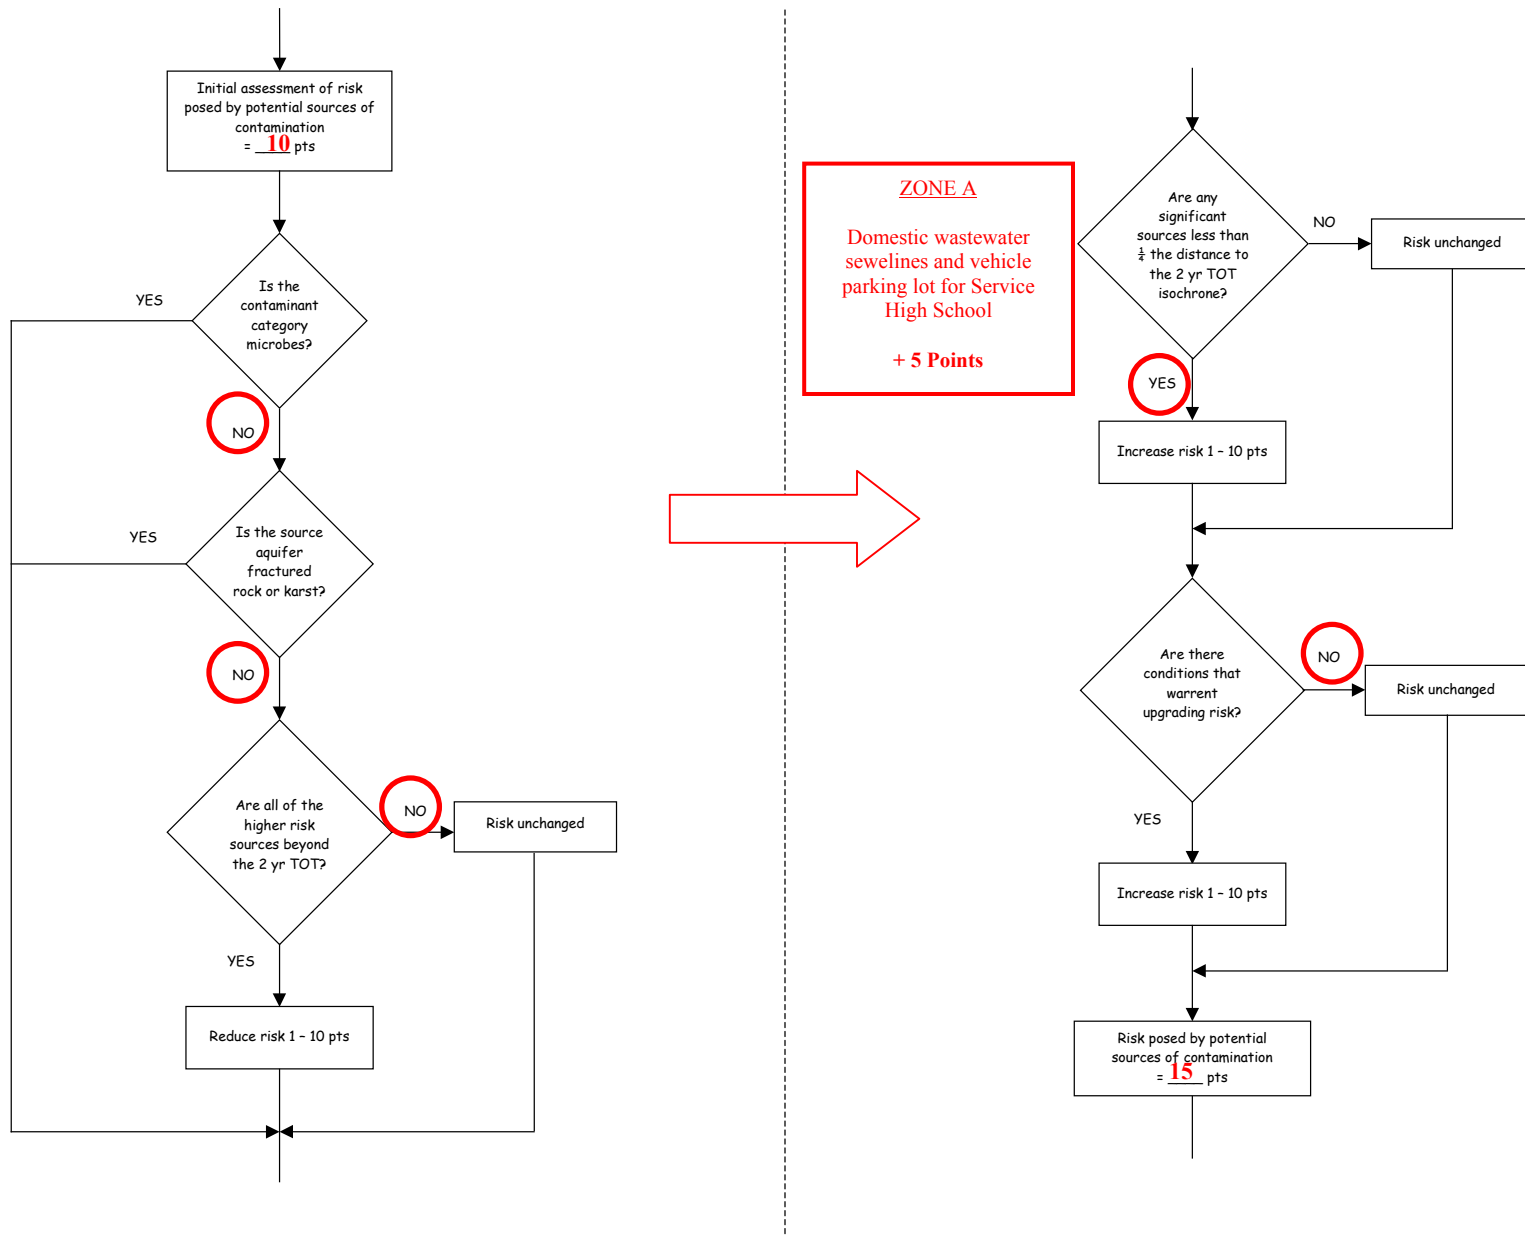 Initial assessment of risk
posed by potential sources of
contamination
= __10__ pts
YES
Is the
contaminant
category
microbes?
NO
YES
Is the source
aquifer
fractured
rock or karst?
NO
Are all of the
higher risk
sources beyond
the 2 yr TOT?
NO
Risk unchanged
YES
Reduce risk 1 – 10 pts
ZONE A
Domestic wastewater
sewelines and vehicle
parking lot for Service
High School
+ 5 Points
Are any
significant
sources less than
¼ the distance to
the 2 yr TOT
isochrone?
NO
Risk unchanged
YES
Increase risk 1 – 10 pts
Are there
conditions that
warrent
upgrading risk?
NO
Risk unchanged
YES
Increase risk 1 – 10 pts
Risk posed by potential
sources of contamination
= __15__ pts